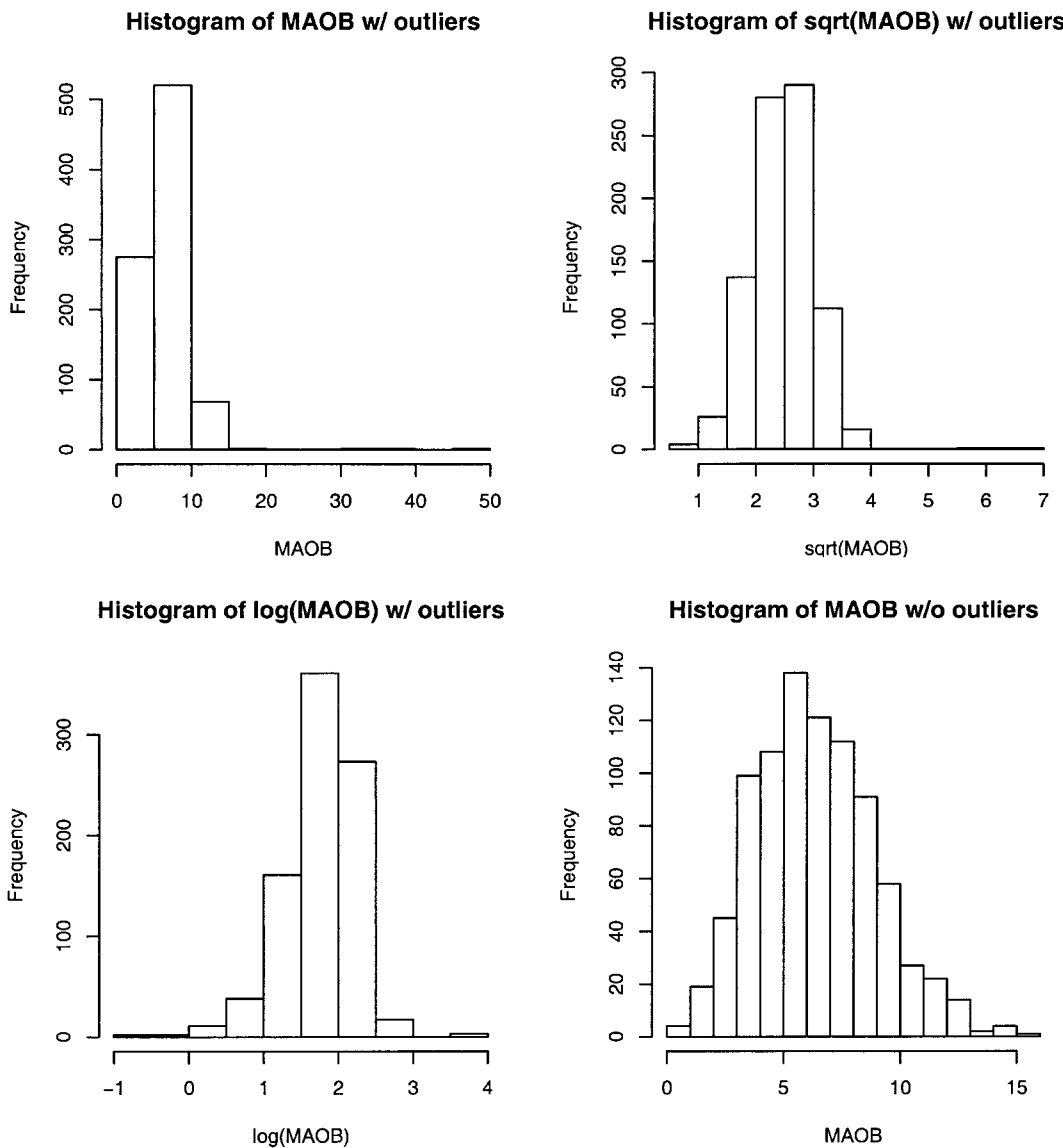 Histogram of MAOB w/ outliers
Frequency
0 100 200 300 400 500
0 10 20 30 40 50
MAOB
Histogram of sqrt(MAOB) w/ outliers
Frequency
0 50 100 150 200 250 300
1 2 3 4 5 6 7
sqrt(MAOB)
Histogram of log(MAOB) w/ outliers
Frequency
0 100 200 300
−1 0 1 2 3 4
log(MAOB)
Histogram of MAOB w/o outliers
Frequency
0 20 40 60 80 100 120 140
0 5 10 15
MAOB